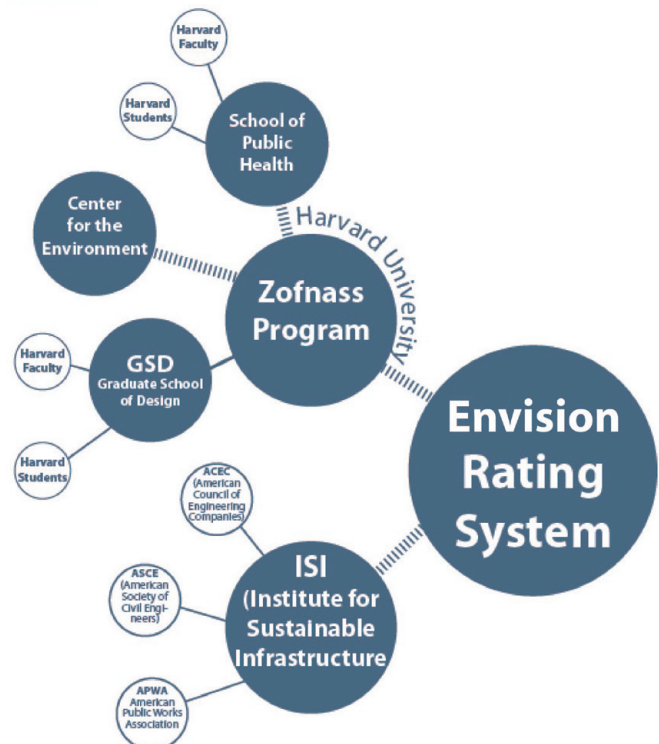 Harvard
Faculty
Harvard
Students
School of
Public
Health
Center
for the
Environment
Harvard University
Zofnass
Program
Harvard
Faculty
GSD
Graduate School
of Design
Harvard
Students
Envision
Rating
System
ACEC
(American
Council of
Engineering
Companies)
ISI
(Institute for
Sustainable
Infrastructure
ASCE
(American
Society of
Civil Engi-
neers)
APWA
American
Public Works
Association